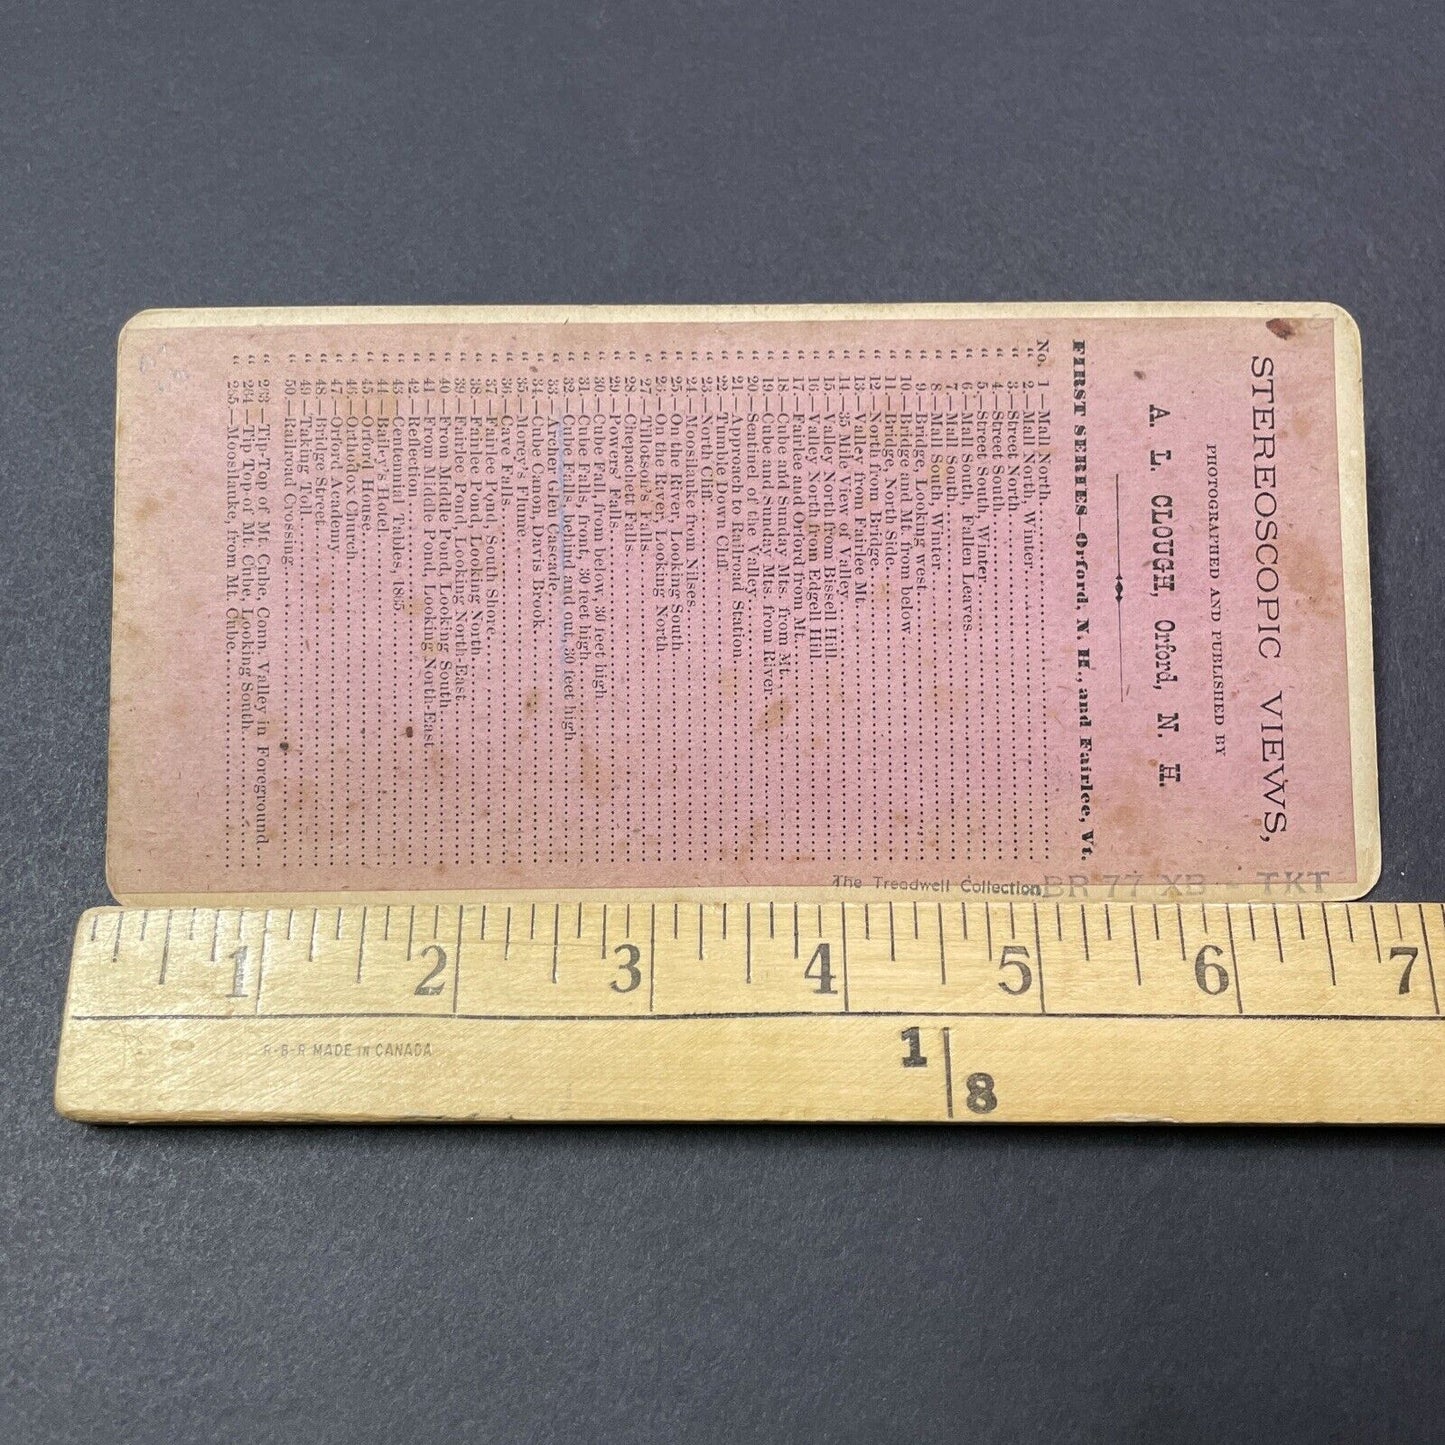 STEREOSCOPIC VIEWS,
PHOTOGRAPHED AND PUBLISHED BY
A. L. CLOUGH, Orford, N. H.
FIRST SERIES—Orford, N. H., and Fairlee, Vt.
No. 1—Mall North,
" 2—Mall North, Winter
" 3—Street North
" 4—Street South
" 5—Street South, Winter
" 6—Mall South, Fallen Leaves
" 7—Mall South
" 8—Mall South, Winter
" 9—Bridge, Looking west
" 10—Bridge and Mt. from below
" 11—Bridge, North Side
" 12—North from Bridge
" 13—Valley from Fairlee Mt.
" 14—35 Mile View of Valley
" 15—Valley North from Bissell Hill
" 16—Valley North from Edgell Hill
" 17—Fairlee and Orford from Mt.
" 18—Cube and Sunday Mts. from Mt.
" 19—Cube and Sunday Mts. from River
" 20—Sentinel of the Valley
" 21—Approach to Railroad Station
" 22—Tumble Down Cliff
" 23—North Cliff
" 24—Moosilauke from Nilses
" 25—On the River, Looking South
" 26—On the River, Looking North
" 27—Tillotson's Falls
" 28—Chepachett Falls
" 29—Powers' Falls
" 30—Cube Fall, from below, 30 feet high
" 31—Cube Falls, front, 30 feet high
" 32—Cube Falls, bend and out, 30 feet high
" 33—Archer Glen Cascade
" 34—Cube Canon, Davis Brook
" 35—Morey's Flume
" 36—Cave Falls
" 37—Fairlee Pond, South Shore
" 38—Fairlee Pond, Looking North
" 39—Fairlee Pond, Looking North-East
" 40—From Middle Pond, Looking South
" 41—From Middle Pond, Looking North-East
" 42—Reflection
" 43—Centennial Tables, 1865
" 44—Bailey's Hotel
" 45—Orford House
" 46—Orthodox Church
" 47—Orford Academy
" 48—Bridge Street
" 49—Taking Toll
" 50—Railroad Crossing
" 233—Tip-Top of Mt. Cube, Conn. Valley in Foreground
" 234—Tip Top of Mt. Cube, Looking South
" 235—Mooslauke, from Mt. Cube
The Treadwell Collection
BR 77 XB - TKT
1 2 3 4 5 6 7
R-B-R MADE IN CANADA
1 8